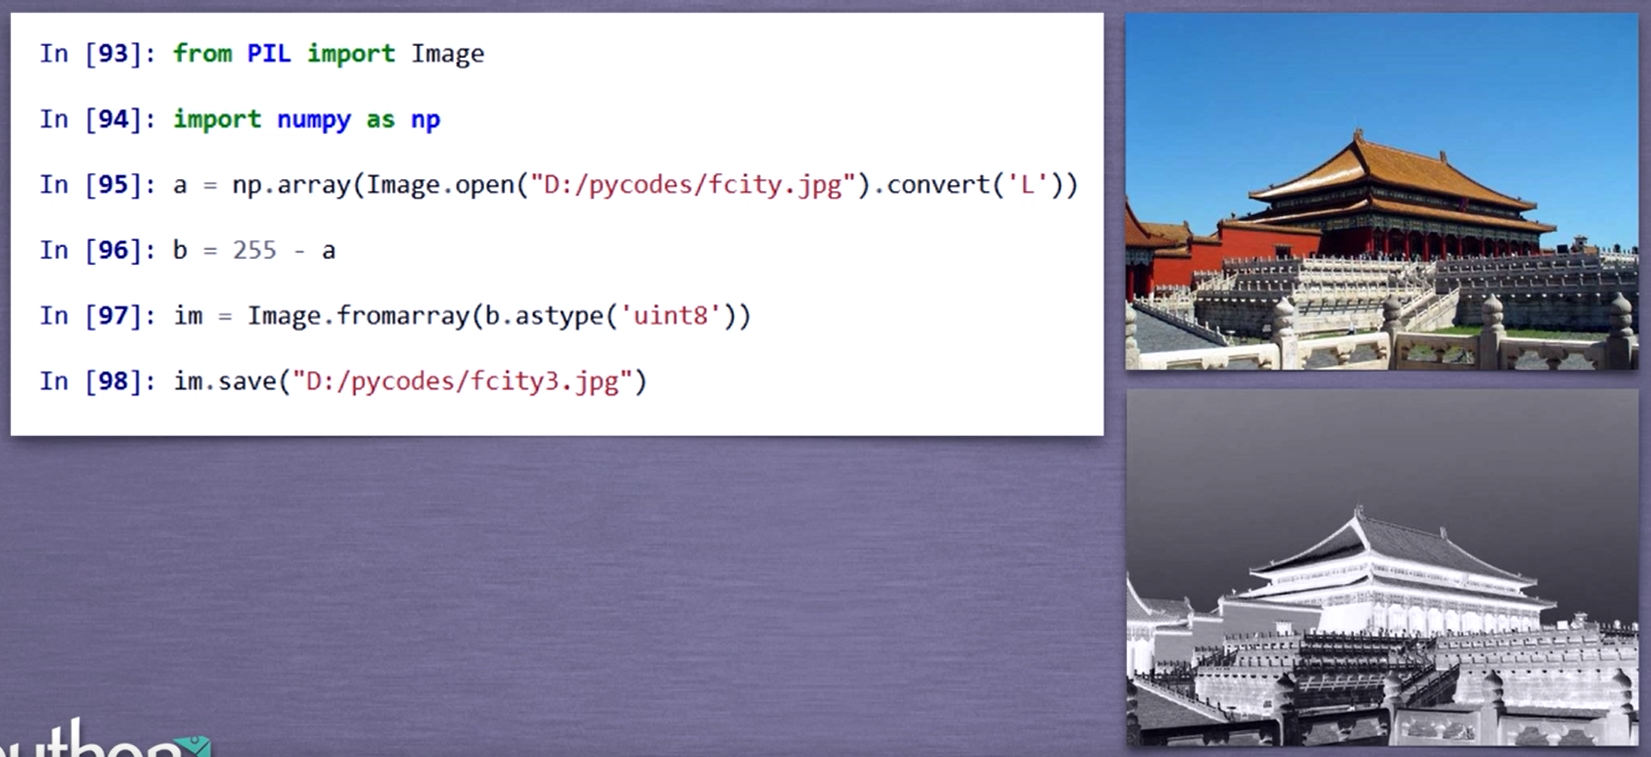 In [93]: from PIL import Image
In [94]: import numpy as np
In [95]: a = np.array(Image.open("D:/pycodes/fcity.jpg").convert('L'))
In [96]: b = 255 - a
In [97]: im = Image.fromarray(b.astype('uint8'))
In [98]: im.save("D:/pycodes/fcity3.jpg")